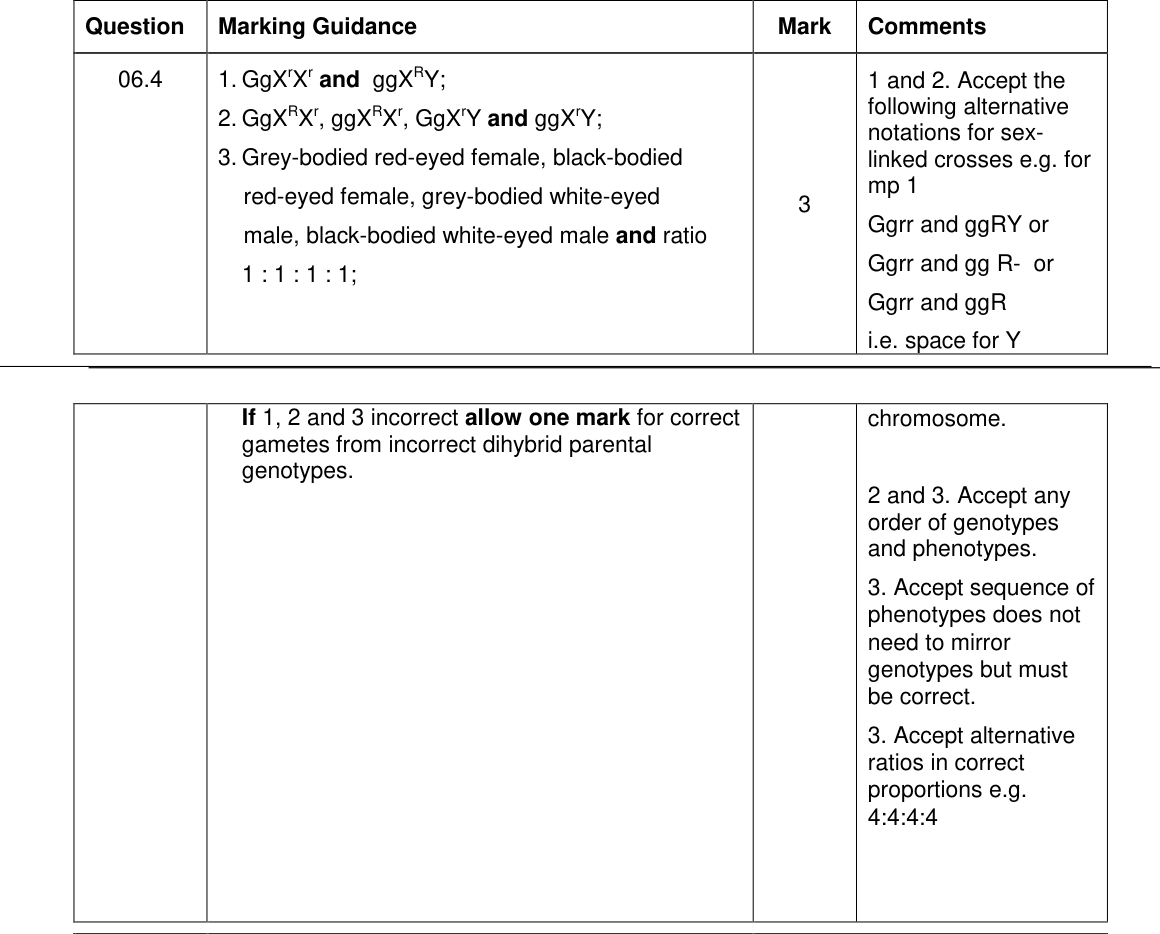 Question Marking Guidance Mark Comments
06.4
1. GgXʳXʳ and ggXᴿY;
2. GgXᴿXʳ, ggXᴿXʳ, GgXʳY and ggXʳY;
3. Grey-bodied red-eyed female, black-bodied
red-eyed female, grey-bodied white-eyed
male, black-bodied white-eyed male and ratio
1 : 1 : 1 : 1;
3
1 and 2. Accept the
following alternative
notations for sex-
linked crosses e.g. for
mp 1
Ggrr and ggRY or
Ggrr and gg R- or
Ggrr and ggR
i.e. space for Y
If 1, 2 and 3 incorrect allow one mark for correct
gametes from incorrect dihybrid parental
genotypes.
chromosome.
2 and 3. Accept any
order of genotypes
and phenotypes.
3. Accept sequence of
phenotypes does not
need to mirror
genotypes but must
be correct.
3. Accept alternative
ratios in correct
proportions e.g.
4:4:4:4